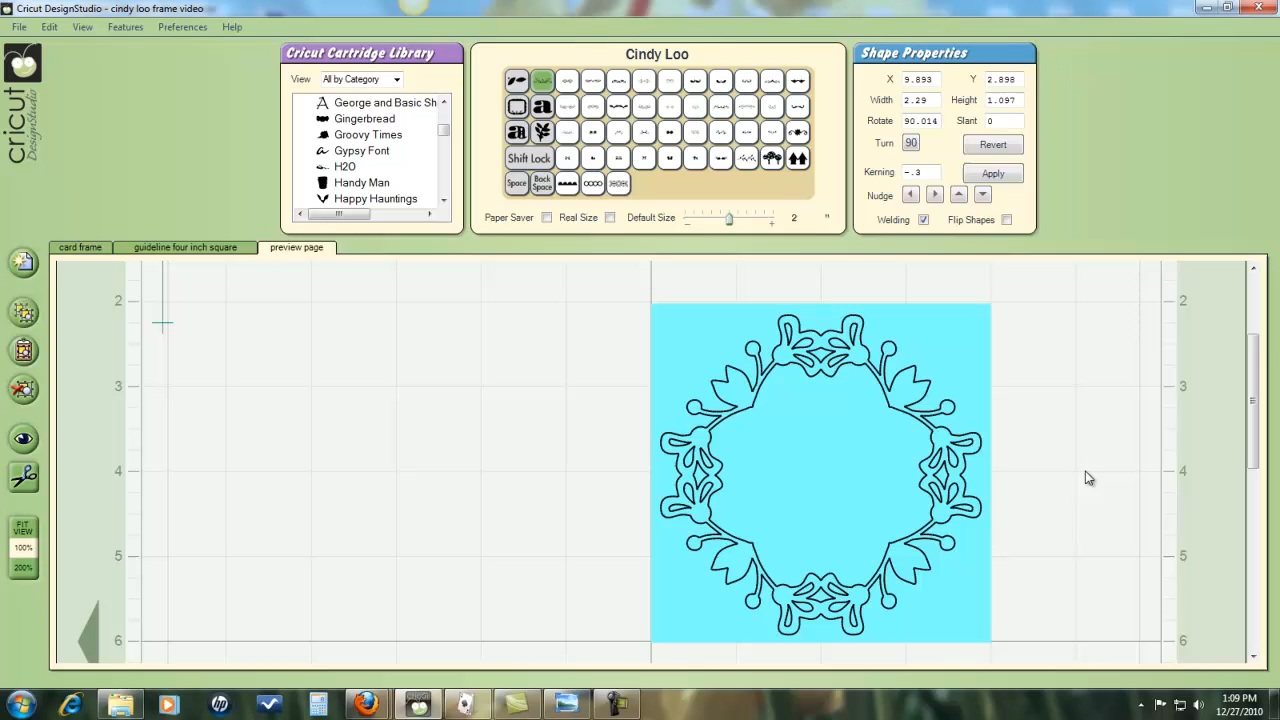 Cricut DesignStudio - cindy loo frame video
File Edit View Features Preferences Help
Cricut Cartridge Library
View All by Category
George and Basic Sh
Gingerbread
Groovy Times
Gypsy Font
H2O
Handy Man
Happy Hauntings
Cindy Loo
a
a
Shift Lock
Space
Back Space
Paper Saver Real Size Default Size 2 "
Shape Properties
X 9.893 Y 2.898
Width 2.29 Height 1.097
Rotate 90.014 Slant 0
Turn 90 Revert
Kerning -.3 Apply
Nudge
Welding Flip Shapes
cricut
DesignStudio
card frame guideline four inch square preview page
2 2
3 3
4 4
5 5
6 6
FIT VIEW
100%
200%
hp
1:09 PM
12/27/2010